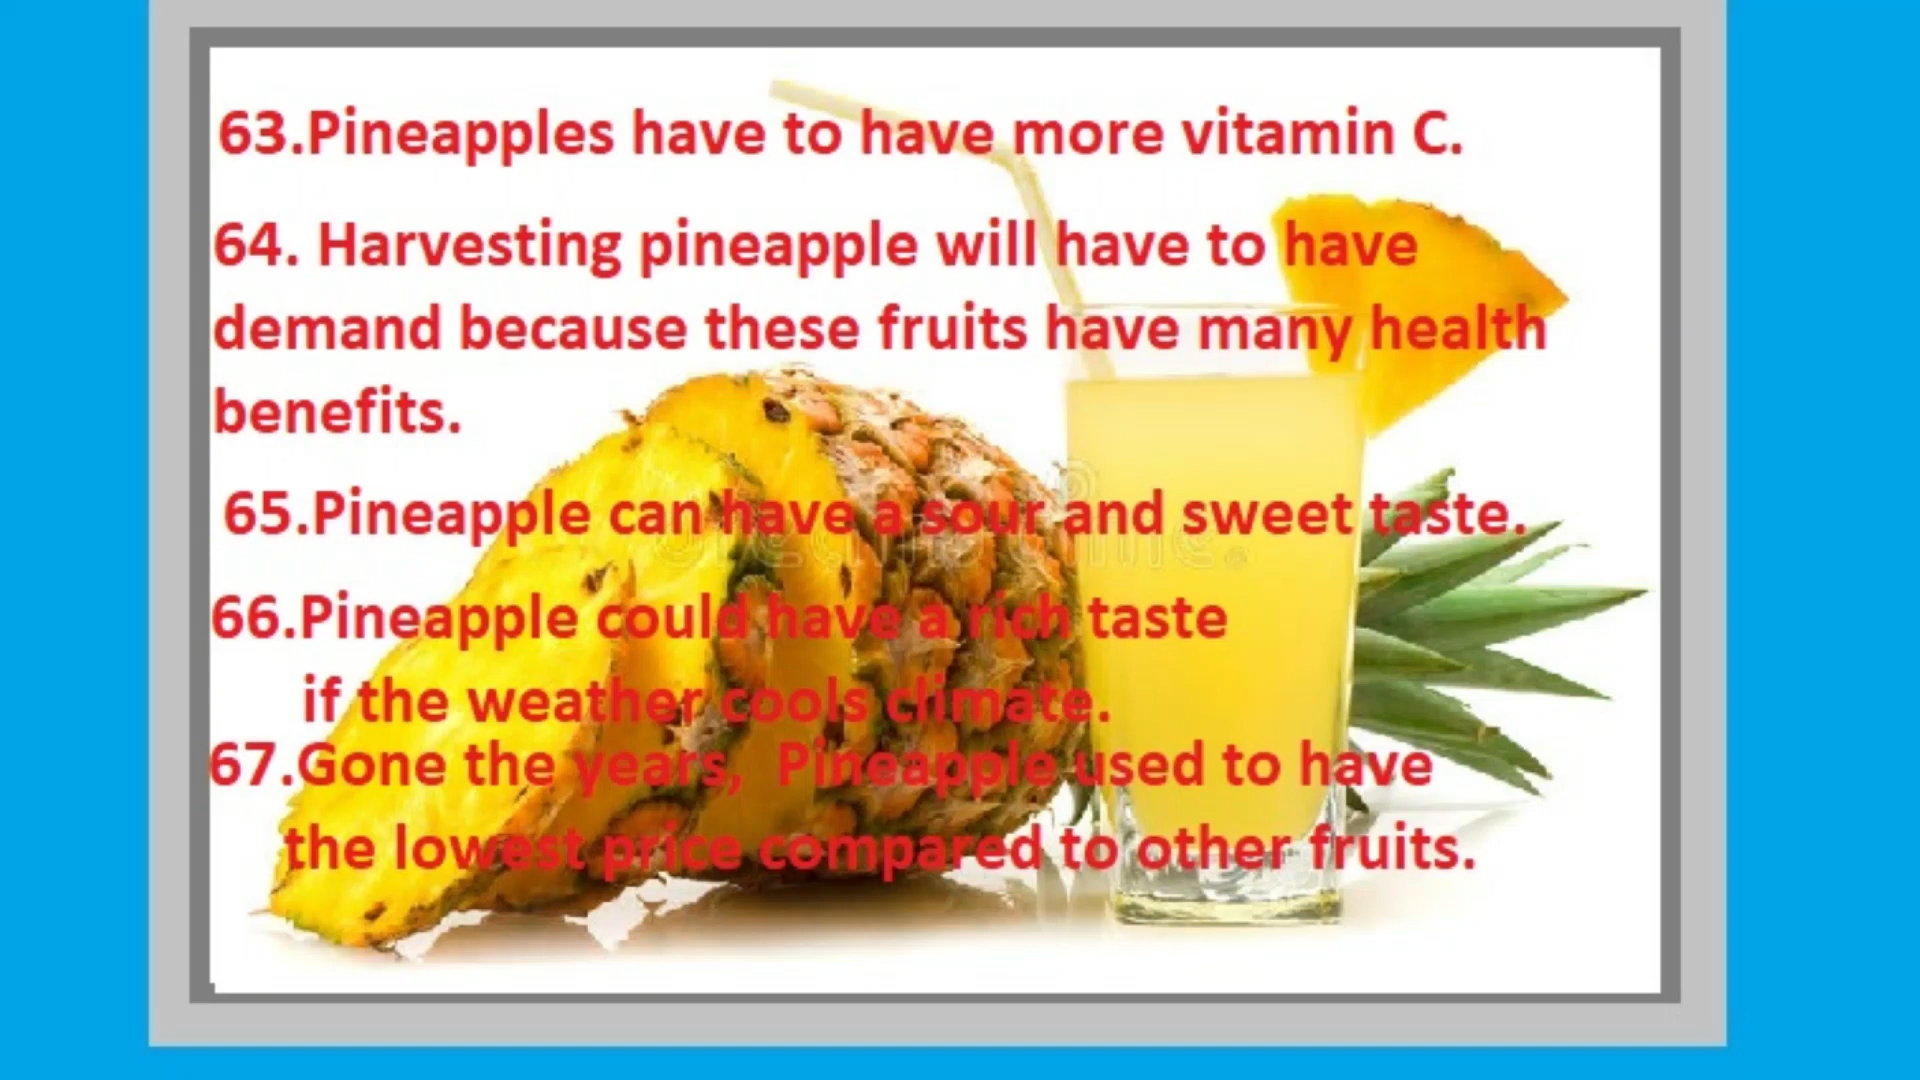 63.Pineapples have to have more vitamin C.
64. Harvesting pineapple will have to have
demand because these fruits have many health
benefits.
65.Pineapple can have a sour and sweet taste.
66.Pineapple could have a rich taste
if the weather cools climate.
67.Gone the years, Pineapple used to have
the lowest price compared to other fruits.